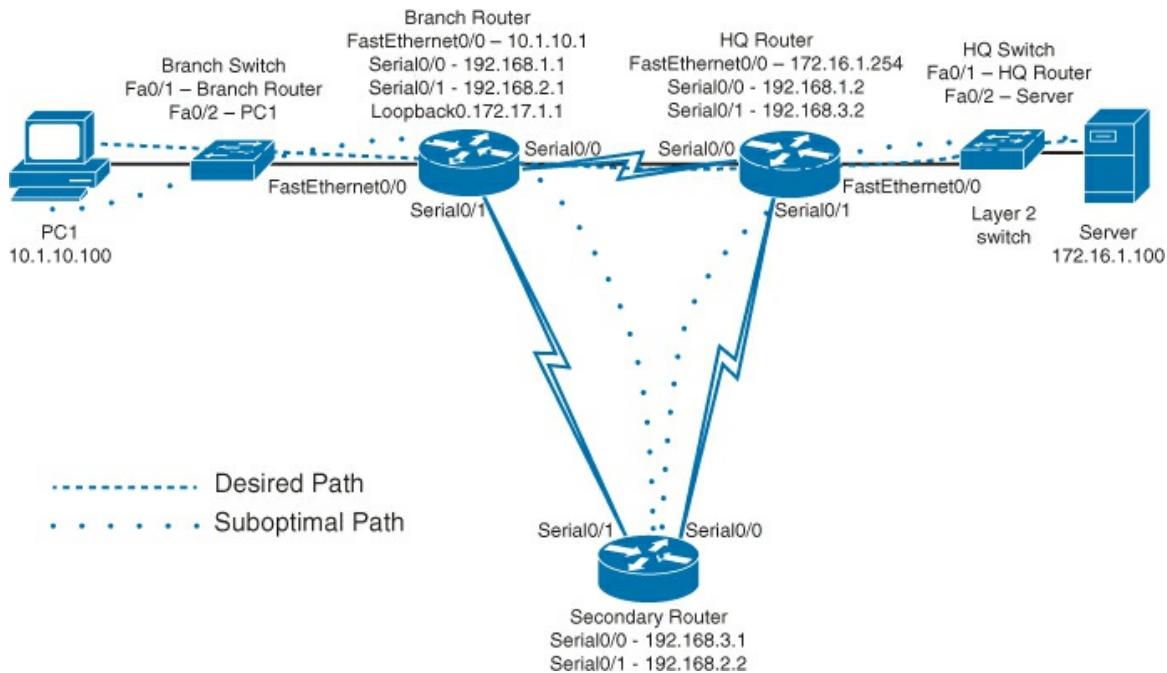 Branch Router
FastEthernet0/0 – 10.1.10.1
Serial0/0 - 192.168.1.1
Serial0/1 - 192.168.2.1
Loopback0.172.17.1.1
HQ Router
FastEthernet0/0 – 172.16.1.254
Serial0/0 - 192.168.1.2
Serial0/1 - 192.168.3.2
HQ Switch
Fa0/1 – HQ Router
Fa0/2 – Server
Branch Switch
Fa0/1 – Branch Router
Fa0/2 – PC1
Serial0/0
Serial0/0
FastEthernet0/0
FastEthernet0/0
Serial0/1
Serial0/1
PC1
10.1.10.100
Layer 2
switch
Server
172.16.1.100
Desired Path
Suboptimal Path
Serial0/1
Serial0/0
Secondary Router
Serial0/0 - 192.168.3.1
Serial0/1 - 192.168.2.2